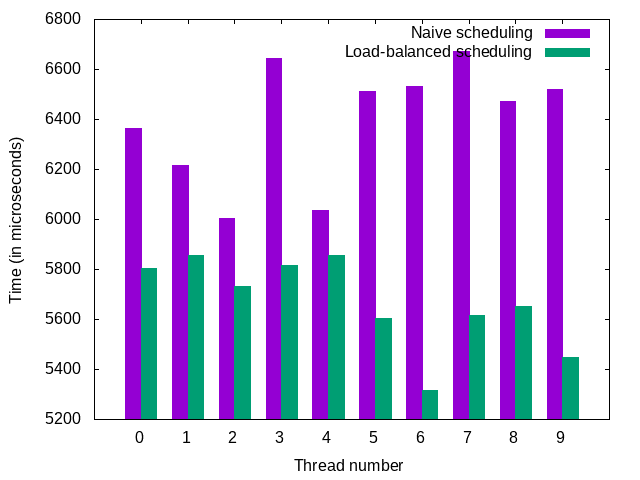 6800
6600
6400
6200
6000
5800
5600
5400
5200
Time (in microseconds)
Naive scheduling
Load-balanced scheduling
0 1 2 3 4 5 6 7 8 9
Thread number